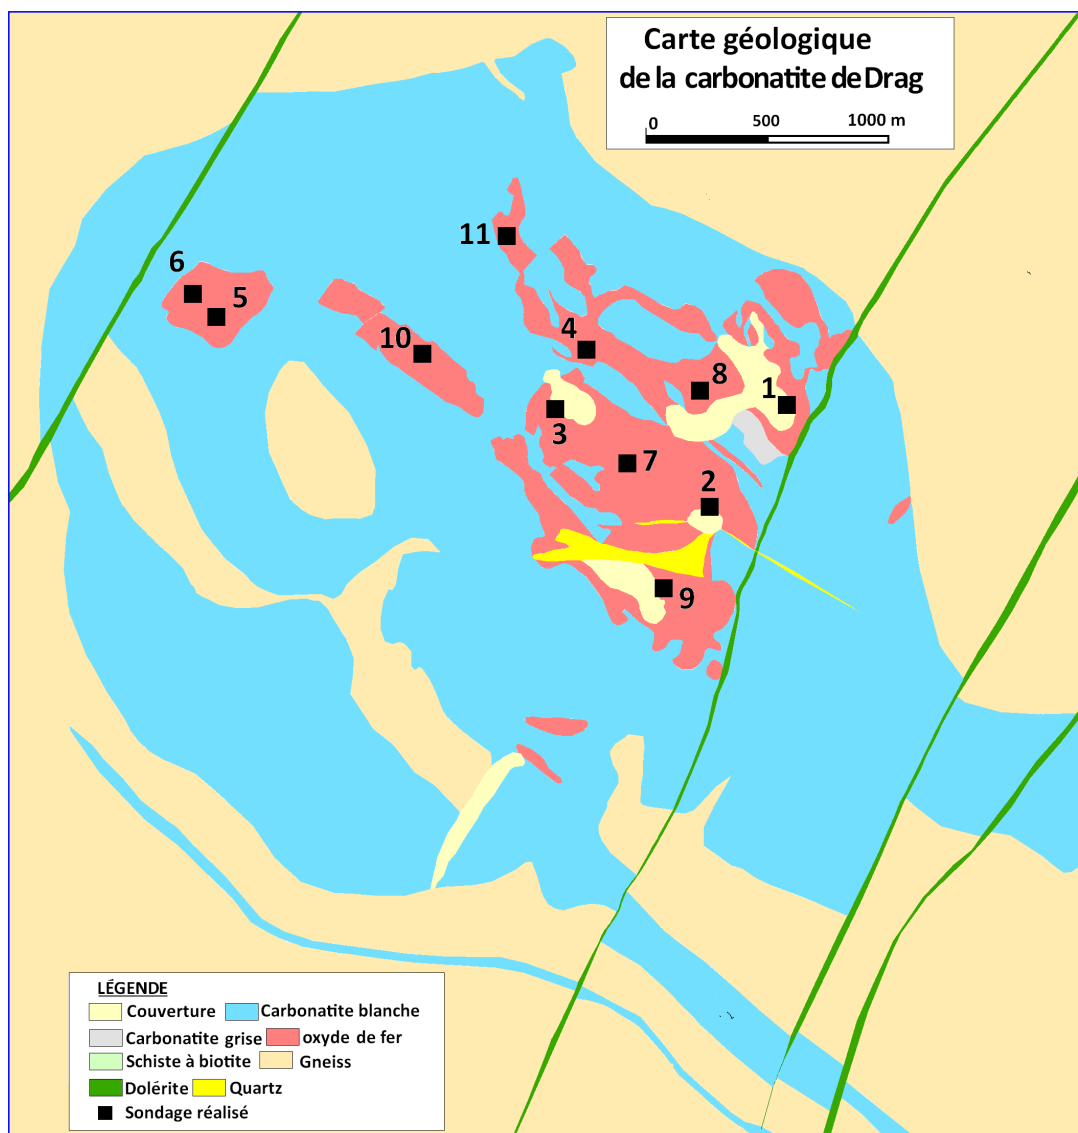 Carte géologique
de la carbonatite de Drag
0 500 1000 m
11
6
5
10
4
8
1
3
7
2
9
LÉGENDE
Couverture Carbonatite blanche
Carbonatite grise oxyde de fer
Schiste à biotite Gneiss
Dolérite Quartz
Sondage réalisé